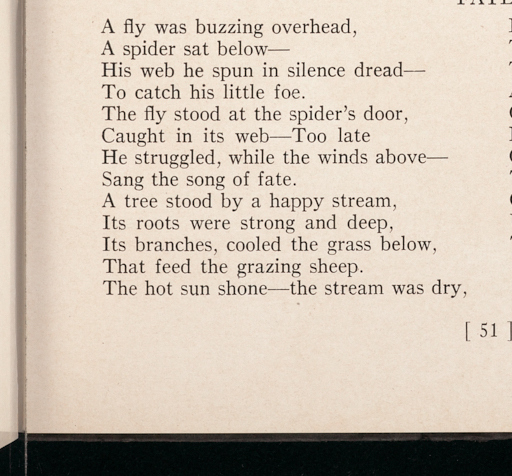 A fly was buzzing overhead,
A spider sat below—
His web he spun in silence dread—
To catch his little foe.
The fly stood at the spider's door,
Caught in its web—Too late
He struggled, while the winds above—
Sang the song of fate.
A tree stood by a happy stream,
Its roots were strong and deep,
Its branches, cooled the grass below,
That feed the grazing sheep.
The hot sun shone—the stream was dry,
[ 51 ]